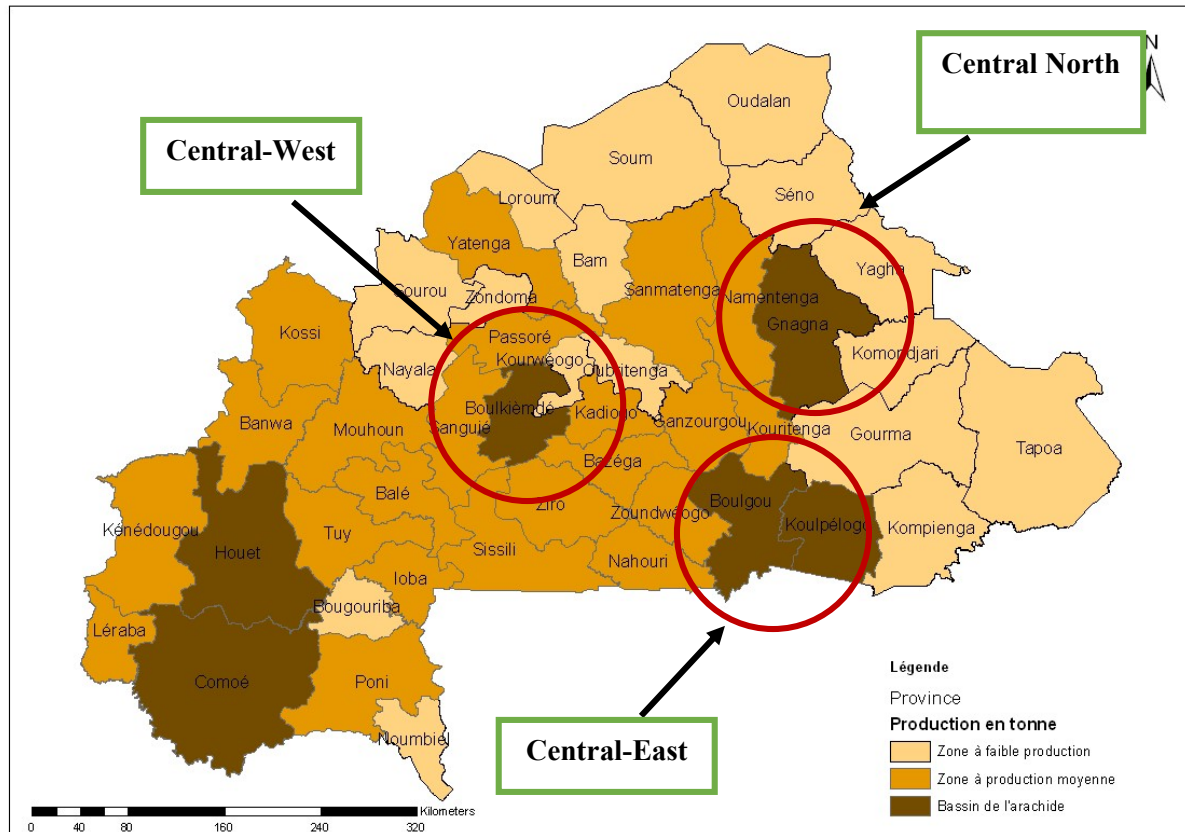 N
Central North
Central-West
Central-East
Oudalan
Soum
Séno
Loroum
Yatenga
Bam
Yagha
Sanmatenga
Namentenga
Gnagna
Zondoma
Kossi
Passoré
Komondjari
Nayala
Kourwéogo
Oubritenga
Boulkièmdé
Kadiogo
Ganzourgou
Banwa
Mouhoun
Sanguié
Kouritenga
Gourma
Tapoa
Bazéga
Balé
Boulgou
Kénédougou
Ziro
Zoundwéogo
Koulpélogo
Kompienga
Tuy
Houet
Sissili
Nahouri
Ioba
Bougouriba
Léraba
Comoé
Poni
Noumbiel
Légende
Province
Production en tonne
Zone à faible production
Zone à production moyenne
Bassin de l'arachide
Kilometers
0 40 80 160 240 320